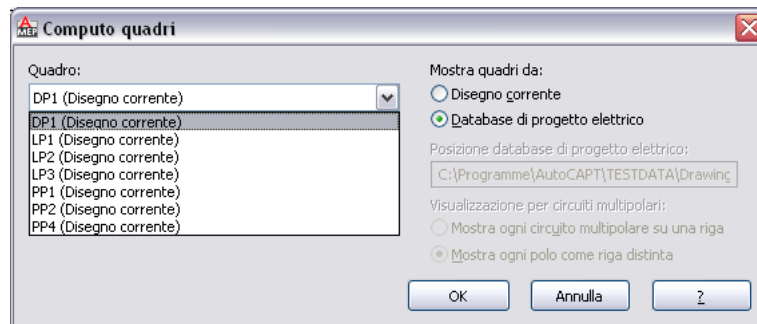 Computo quadri
Quadro:
DP1 (Disegno corrente)
DP1 (Disegno corrente)
LP1 (Disegno corrente)
LP2 (Disegno corrente)
LP3 (Disegno corrente)
PP1 (Disegno corrente)
PP2 (Disegno corrente)
PP4 (Disegno corrente)
Mostra quadri da:
Disegno corrente
Database di progetto elettrico
Posizione database di progetto elettrico:
C:\Programme\AutoCAPT\TESTDATA\Drawing
Visualizzazione per circuiti multipolari:
Mostra ogni circuito multipolare su una riga
Mostra ogni polo come riga distinta
OK
Annulla
?